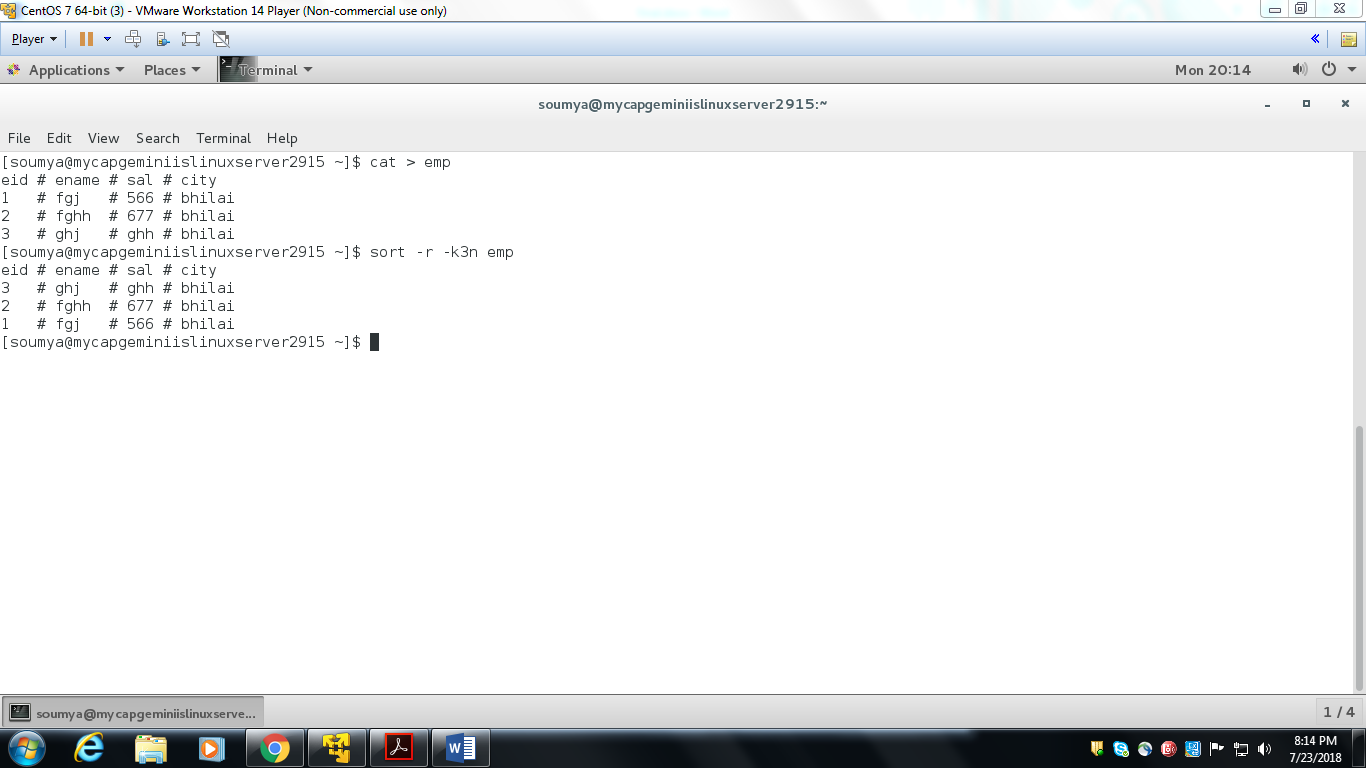 CentOS 7 64-bit (3) - VMware Workstation 14 Player (Non-commercial use only)
Player
Applications Places Terminal Mon 20:14
soumya@mycapgeminiislinuxserver2915:~
File Edit View Search Terminal Help
[soumya@mycapgeminiislinuxserver2915 ~]$ cat > emp
eid # ename # sal # city
1   # fgj   # 566 # bhilai
2   # fghh  # 677 # bhilai
3   # ghj   # ghh # bhilai
[soumya@mycapgeminiislinuxserver2915 ~]$ sort -r -k3n emp
eid # ename # sal # city
3   # ghj   # ghh # bhilai
2   # fghh  # 677 # bhilai
1   # fgj   # 566 # bhilai
[soumya@mycapgeminiislinuxserver2915 ~]$
soumya@mycapgeminiislinuxserve... 1 / 4
8:14 PM
7/23/2018